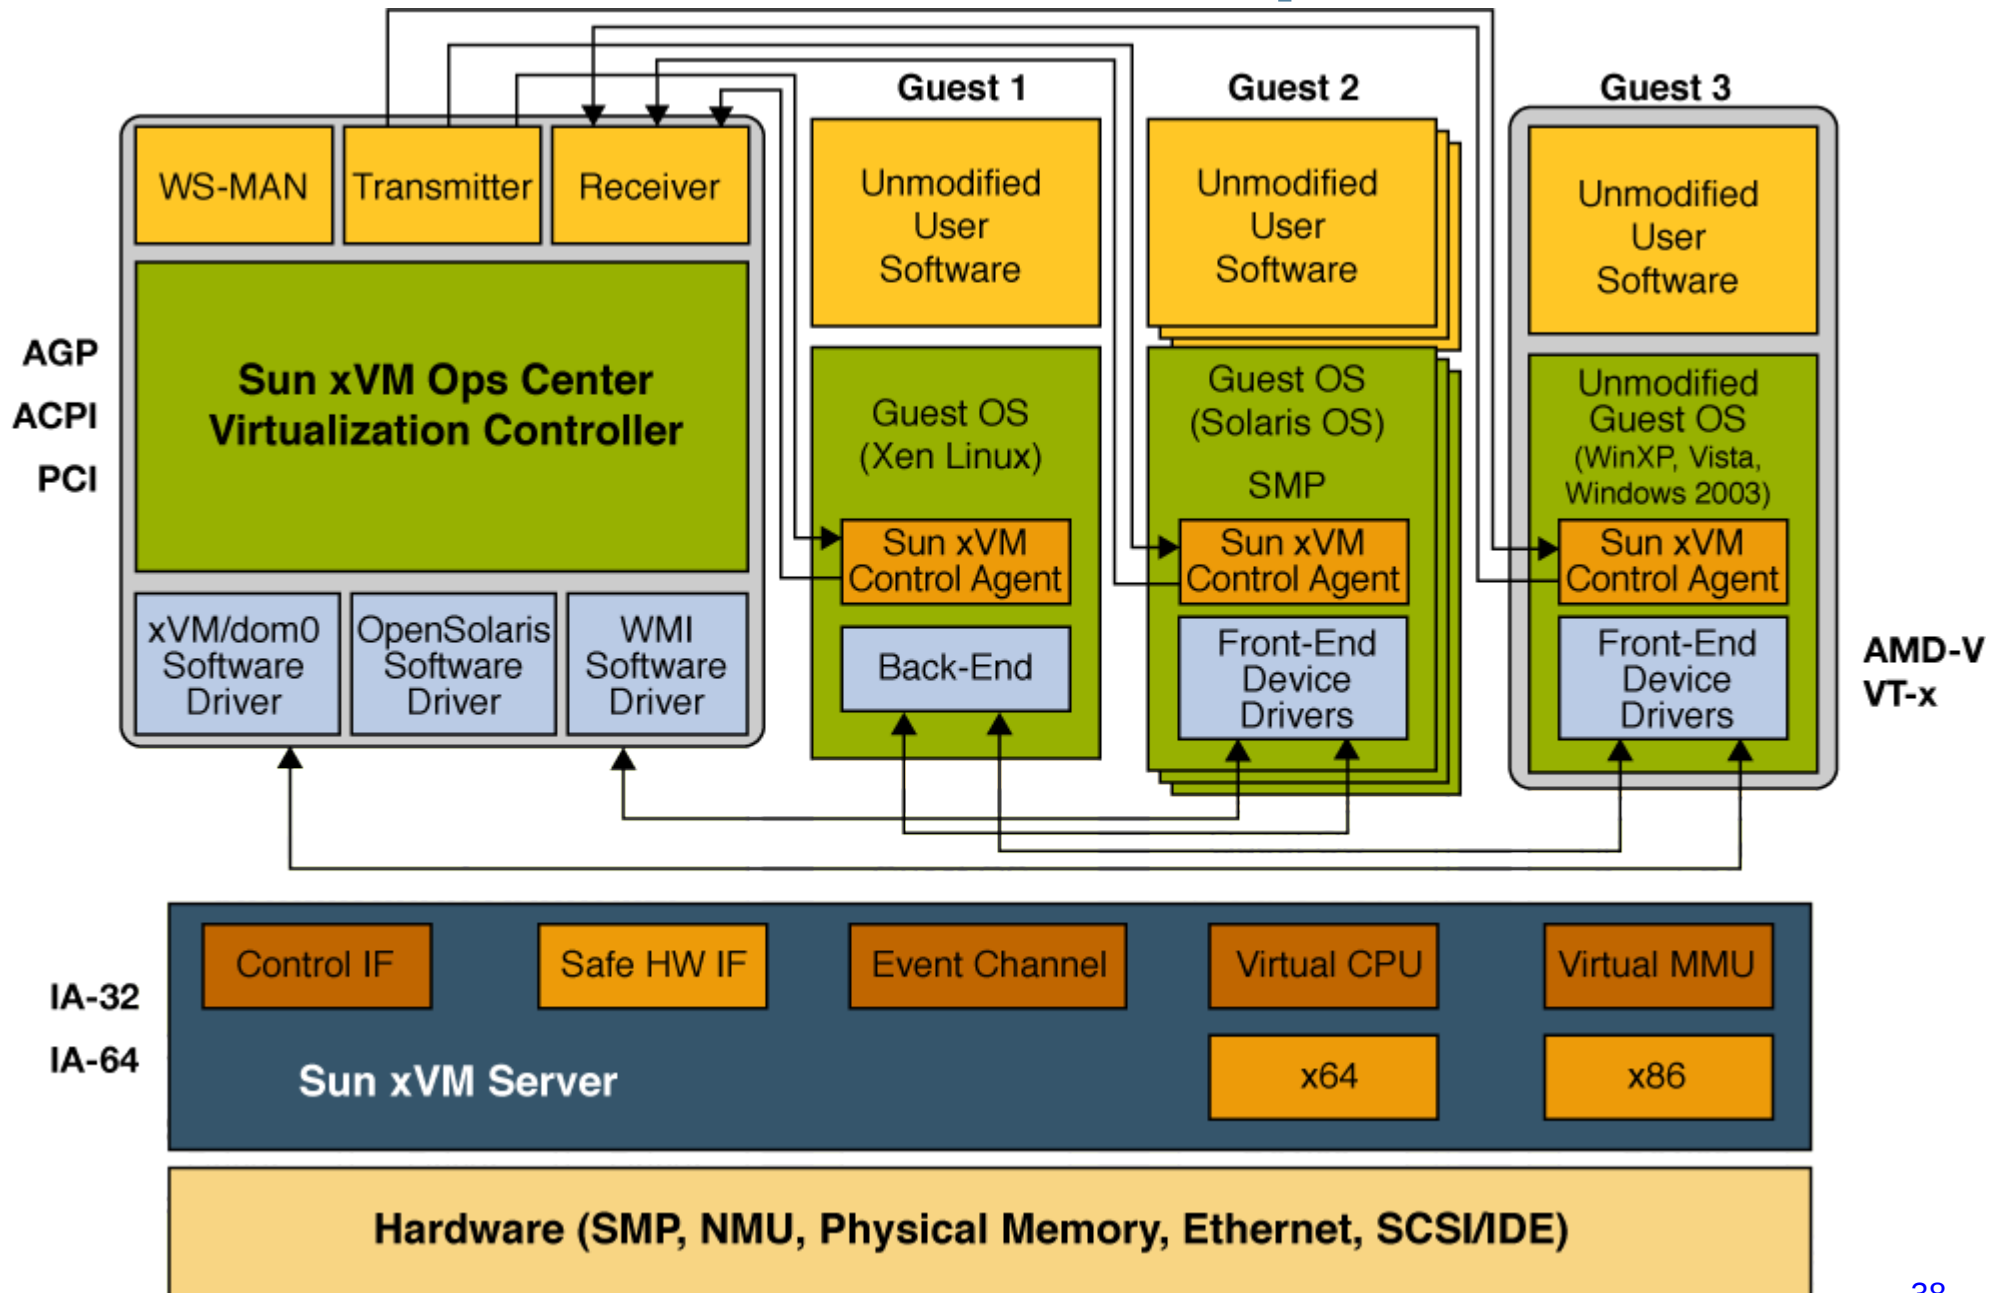 Guest 1
Guest 2
Guest 3
WS-MAN
Transmitter
Receiver
Unmodified
User
Software
Unmodified
User
Software
Unmodified
User
Software
AGP
ACPI
PCI
Sun xVM Ops Center
Virtualization Controller
Guest OS
(Xen Linux)
Guest OS
(Solaris OS)
SMP
Unmodified
Guest OS
(WinXP, Vista,
Windows 2003)
Sun xVM
Control Agent
Sun xVM
Control Agent
Sun xVM
Control Agent
xVM/dom0
Software
Driver
OpenSolaris
Software
Driver
WMI
Software
Driver
Back-End
Front-End
Device
Drivers
Front-End
Device
Drivers
AMD-V
VT-x
IA-32
IA-64
Control IF
Safe HW IF
Event Channel
Virtual CPU
Virtual MMU
Sun xVM Server
x64
x86
Hardware (SMP, NMU, Physical Memory, Ethernet, SCSI/IDE)
38